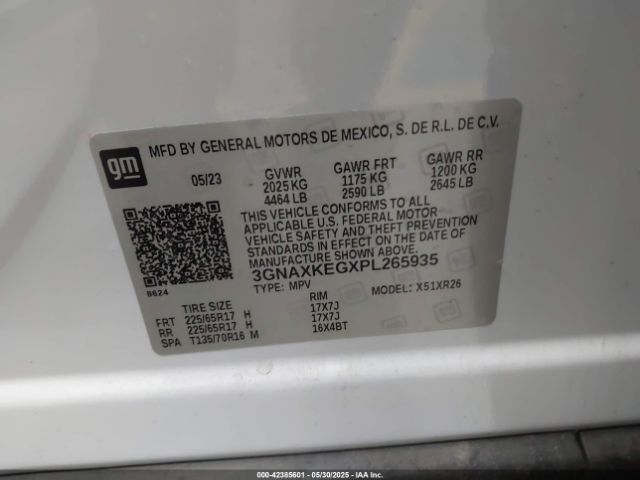 gm
MFD BY GENERAL MOTORS DE MEXICO, S. DE R.L. DE C.V.
05/23 GVWR GAWR FRT GAWR RR
2025 KG 1175 KG 1200 KG
4464 LB 2590 LB 2645 LB
THIS VEHICLE CONFORMS TO ALL
APPLICABLE U.S. FEDERAL MOTOR
VEHICLE SAFETY AND THEFT PREVENTION
STANDARDS IN EFFECT ON THE DATE OF
MANUFACTURE SHOWN ABOVE.
3GNAXKEGXPL265935
8624
TYPE: MPV MODEL: X51XR26
TIRE SIZE RIM
FRT 225/65R17 H 17X7J
RR 225/65R17 H 17X7J
SPA T135/70R16 M 16X4BT
000-42385601 - 05/30/2025 - IAA Inc. (ACR)